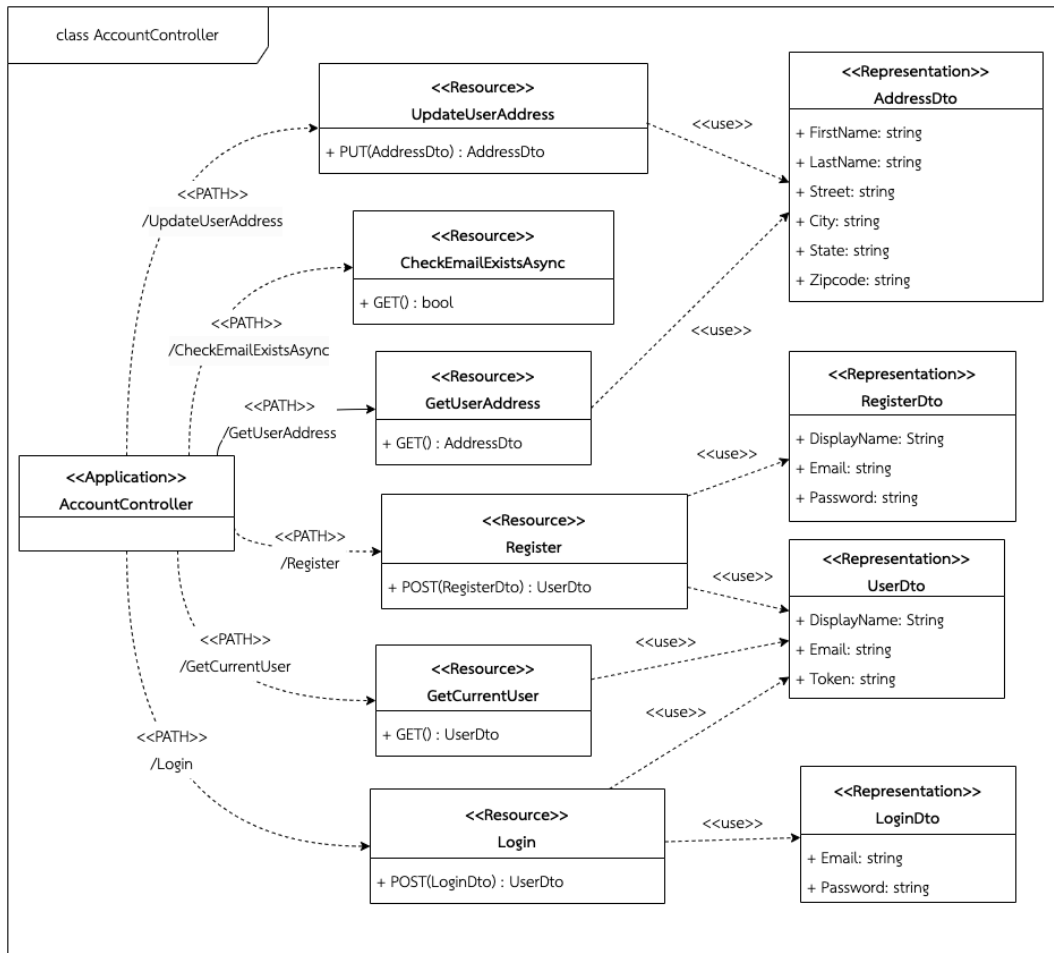 class AccountController
<<Resource>>
UpdateUserAddress
+ PUT(AddressDto) : AddressDto
<<use>>
<<Representation>>
AddressDto
+ FirstName: string
+ LastName: string
+ Street: string
+ City: string
+ State: string
+ Zipcode: string
<<PATH>>
/UpdateUserAddress
<<Resource>>
CheckEmailExistsAsync
+ GET() : bool
<<PATH>>
/CheckEmailExistsAsync
<<use>>
<<Resource>>
GetUserAddress
+ GET() : AddressDto
<<PATH>>
/GetUserAddress
<<Representation>>
RegisterDto
+ DisplayName: String
+ Email: string
+ Password: string
<<use>>
<<Application>>
AccountController
<<PATH>>
/Register
<<Resource>>
Register
+ POST(RegisterDto) : UserDto
<<use>>
<<Representation>>
UserDto
+ DisplayName: String
+ Email: string
+ Token: string
<<PATH>>
/GetCurrentUser
<<Resource>>
GetCurrentUser
+ GET() : UserDto
<<use>>
<<use>>
<<PATH>>
/Login
<<Resource>>
Login
+ POST(LoginDto) : UserDto
<<use>>
<<Representation>>
LoginDto
+ Email: string
+ Password: string